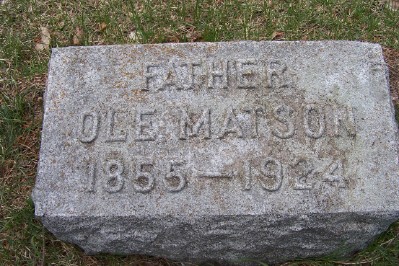 FATHER
OLE MATSON
1855-1924